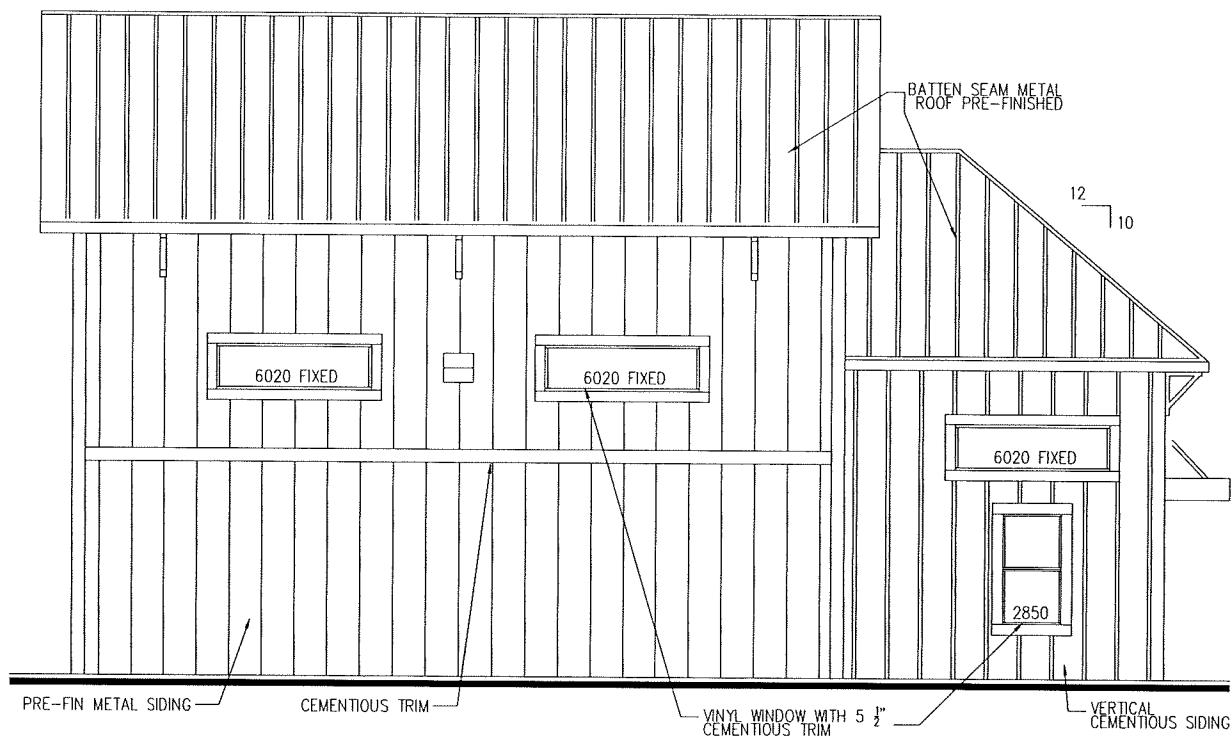 BATTEN SEAM METAL
ROOF PRE-FINISHED
12
10
6020 FIXED
6020 FIXED
6020 FIXED
2850
PRE-FIN METAL SIDING
CEMENTIOUS TRIM
VINYL WINDOW WITH 5 1/2"
CEMENTIOUS TRIM
VERTICAL
CEMENTIOUS SIDING